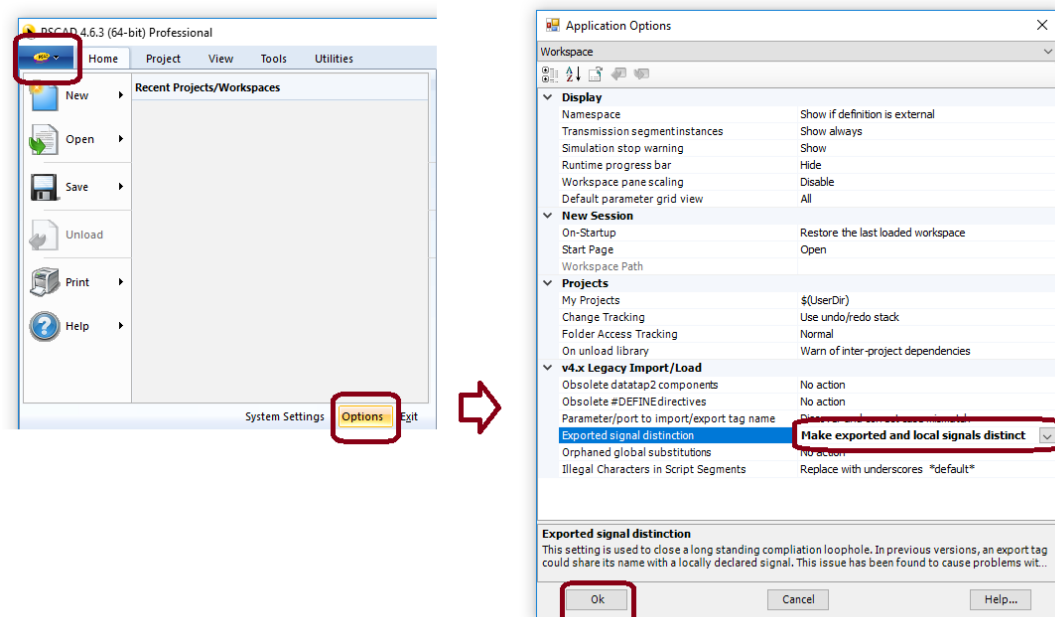 PSCAD 4.6.3 (64-bit) Professional
Home Project View Tools Utilities
New
Recent Projects/Workspaces
Open
Save
Unload
Print
Help
System Settings Options Exit
Application Options
Workspace
Display
Namespace Show if definition is external
Transmission segmentinstances Show always
Simulation stop warning Show
Runtime progress bar Hide
Workspace pane scaling Disable
Default parameter grid view All
New Session
On-Startup Restore the last loaded workspace
Start Page Open
Workspace Path
Projects
My Projects $(UserDir)
Change Tracking Use undo/redo stack
Folder Access Tracking Normal
On unload library Warn of inter-project dependencies
v4.x Legacy Import/Load
Obsolete datatap2 components No action
Obsolete #DEFINEdirectives No action
Parameter/port to import/export tag name
Exported signal distinction Make exported and local signals distinct
Orphaned global substitutions No action
Illegal Characters in Script Segments Replace with underscores *default*
Exported signal distinction
This setting is used to close a long standing compliation loophole. In previous versions, an export tag
could share its name with a locally declared signal. This issue has been found to cause problems wit...
Ok Cancel Help...